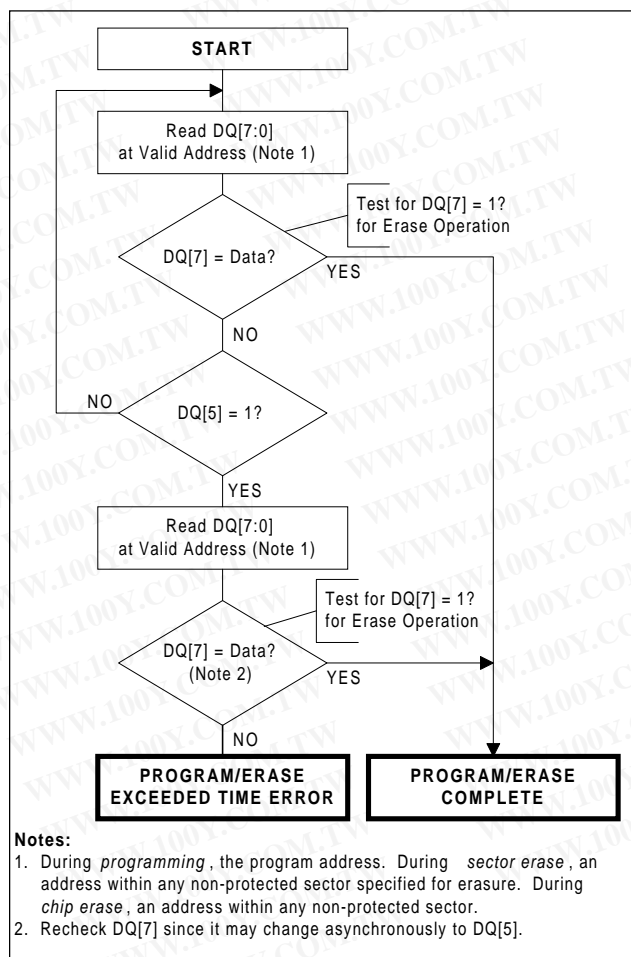 START
Read DQ[7:0]
at Valid Address (Note 1)
Test for DQ[7] = 1?
for Erase Operation
DQ[7] = Data?
YES
NO
NO
DQ[5] = 1?
YES
Read DQ[7:0]
at Valid Address (Note 1)
Test for DQ[7] = 1?
for Erase Operation
DQ[7] = Data?
(Note 2)
YES
NO
PROGRAM/ERASE
EXCEEDED TIME ERROR
PROGRAM/ERASE
COMPLETE
Notes:
1. During programming, the program address. During sector erase, an
address within any non-protected sector specified for erasure. During
chip erase, an address within any non-protected sector.
2. Recheck DQ[7] since it may change asynchronously to DQ[5].
WWW.100Y.COM.TW